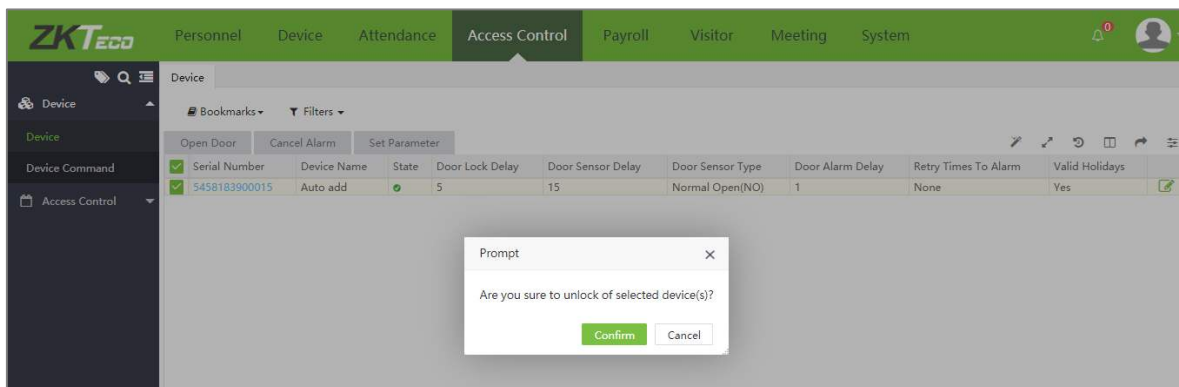 ZKTeco Personnel Device Attendance Access Control Payroll Visitor Meeting System 0
Device
Device
Bookmarks Filters
Device
Open Door Cancel Alarm Set Parameter
Device Command
Serial Number Device Name State Door Lock Delay Door Sensor Delay Door Sensor Type Door Alarm Delay Retry Times To Alarm Valid Holidays
5458183900015 Auto add 5 15 Normal Open(NO) 1 None Yes
Access Control
Prompt
Are you sure to unlock of selected device(s)?
Confirm Cancel